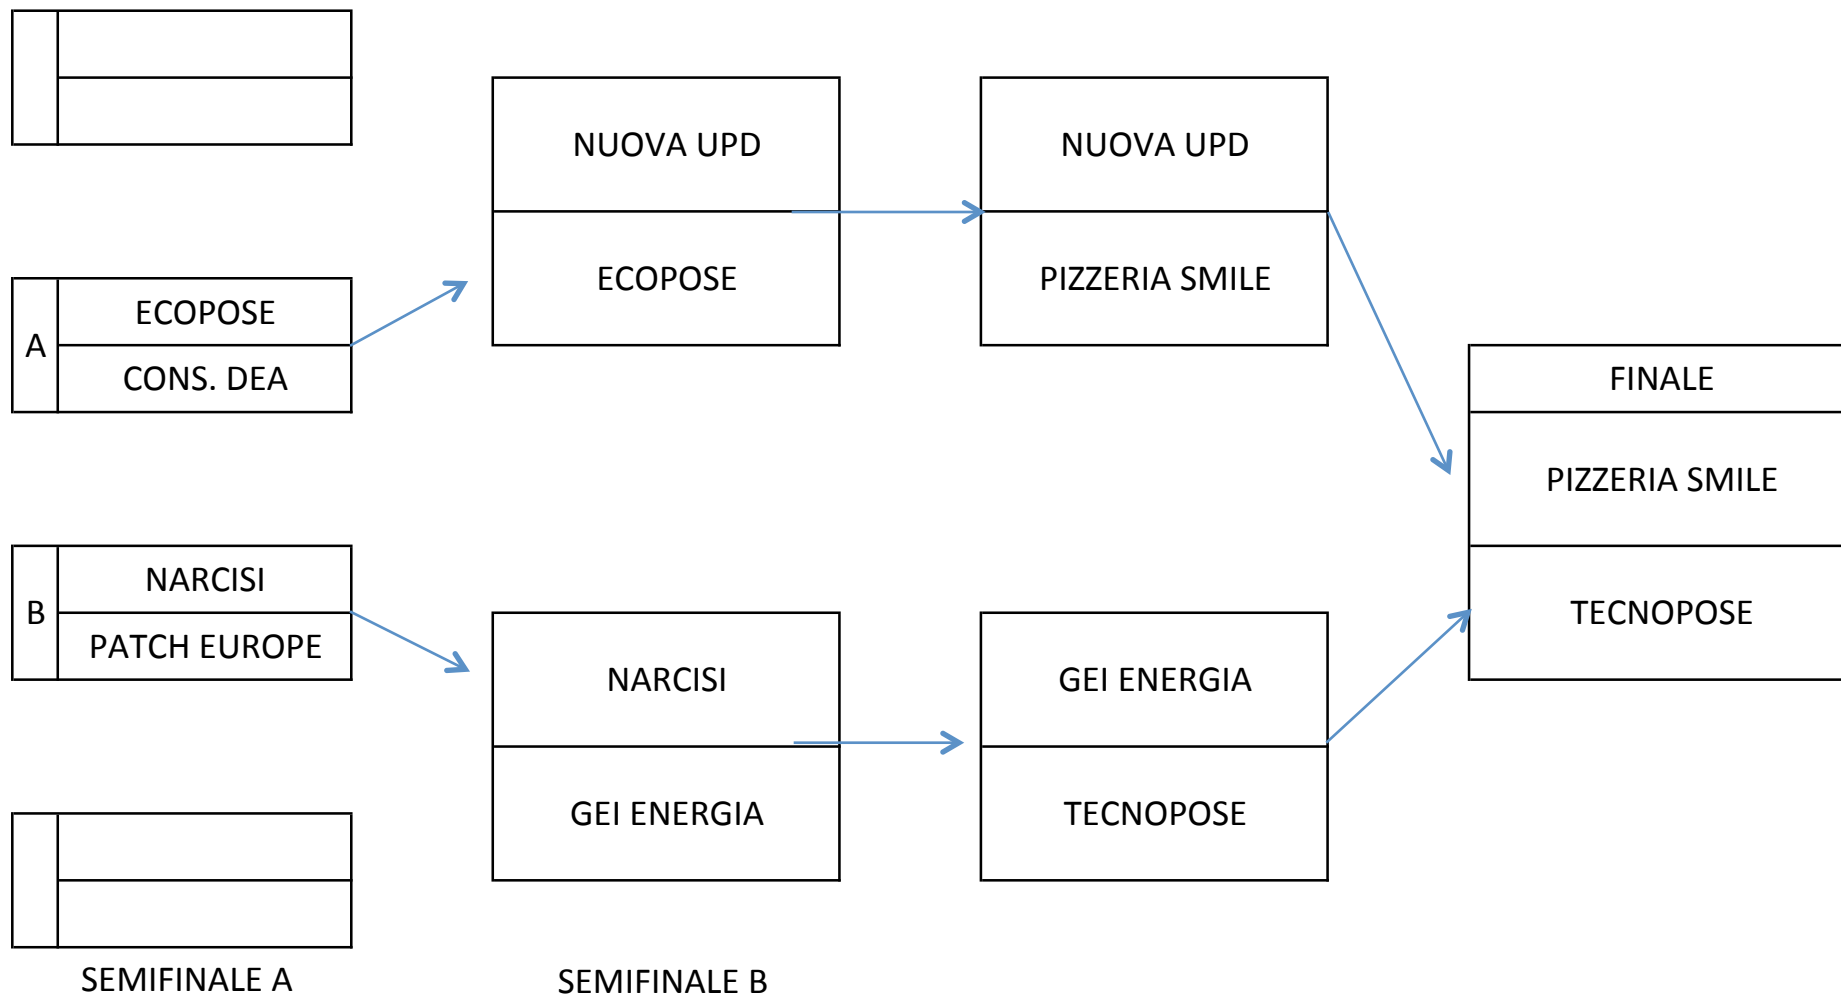 A
ECOPOSE
CONS. DEA
B
NARCISI
PATCH EUROPE
SEMIFINALE A
NUOVA UPD
ECOPOSE
NARCISI
GEI ENERGIA
SEMIFINALE B
NUOVA UPD
PIZZERIA SMILE
GEI ENERGIA
TECNOPOSE
FINALE
PIZZERIA SMILE
TECNOPOSE